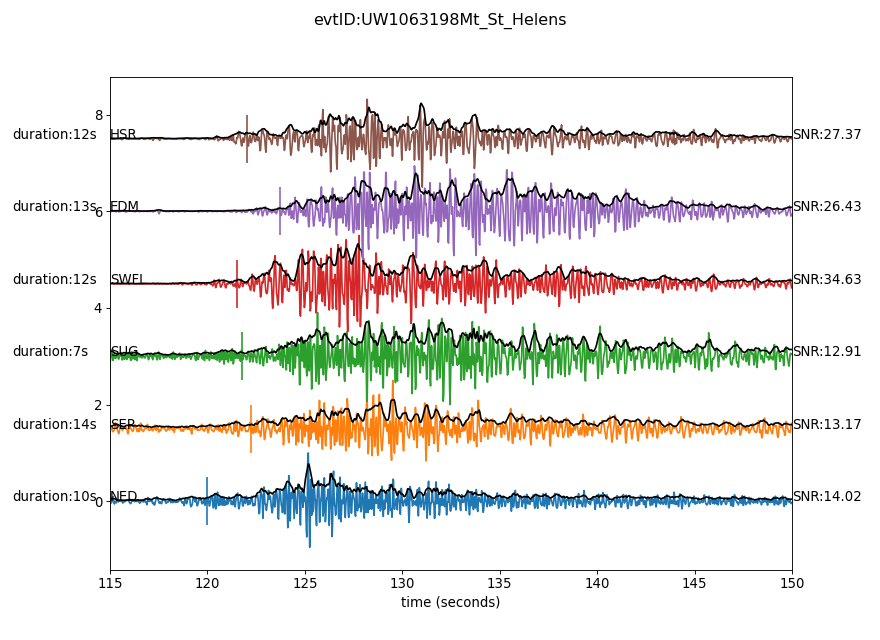 evtID:UW1063198Mt_St_Helens
8
duration:12s HSR SNR:27.37
duration:13s EDM SNR:26.43
6
duration:12s SWFL SNR:34.63
4
duration:7s SUG SNR:12.91
2
duration:14s SEP SNR:13.17
duration:10s NED SNR:14.02
0
115 120 125 130 135 140 145 150
time (seconds)